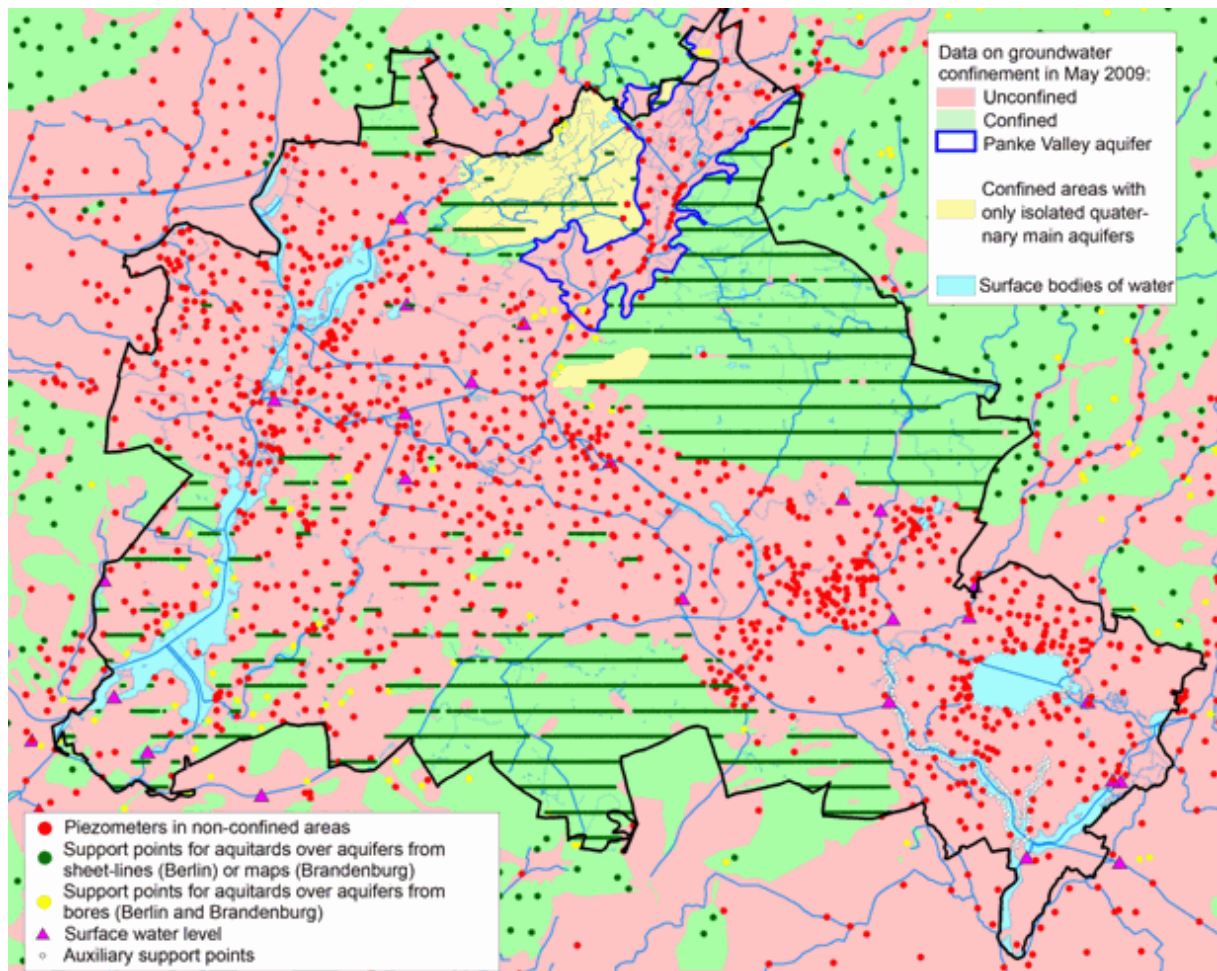 Data on groundwater
confinement in May 2009:
Unconfined
Confined
Panke Valley aquifer
Confined areas with
only isolated quater-
nary main aquifers
Surface bodies of water
Piezometers in non-confined areas
Support points for aquitards over aquifers from
sheet-lines (Berlin) or maps (Brandenburg)
Support points for aquitards over aquifers from
bores (Berlin and Brandenburg)
Surface water level
Auxiliary support points